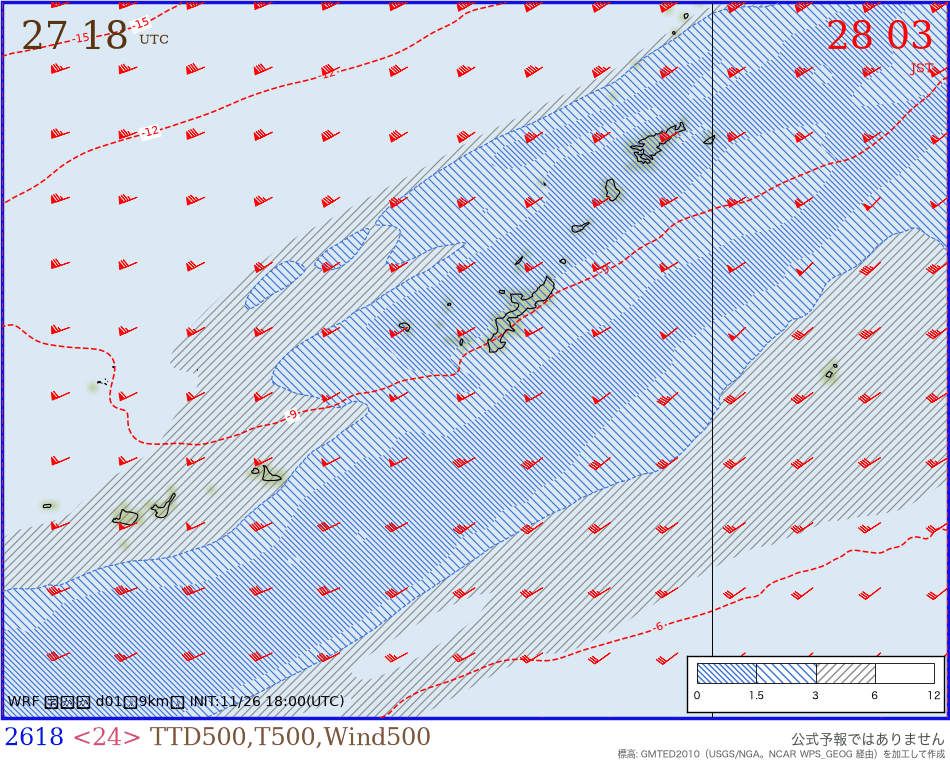 27 18 UTC
28 03
JST
-15
-15
-12
-12
-9
-9
-6
0 1.5 3 6 12
WRF d01 9km INIT:11/26 18:00(UTC)
2618 <24> TTD500,T500,Wind500
公式予報ではありません
標高: GMTED2010（USGS/NGA。NCAR WPS_GEOG 経由）を加工して作成